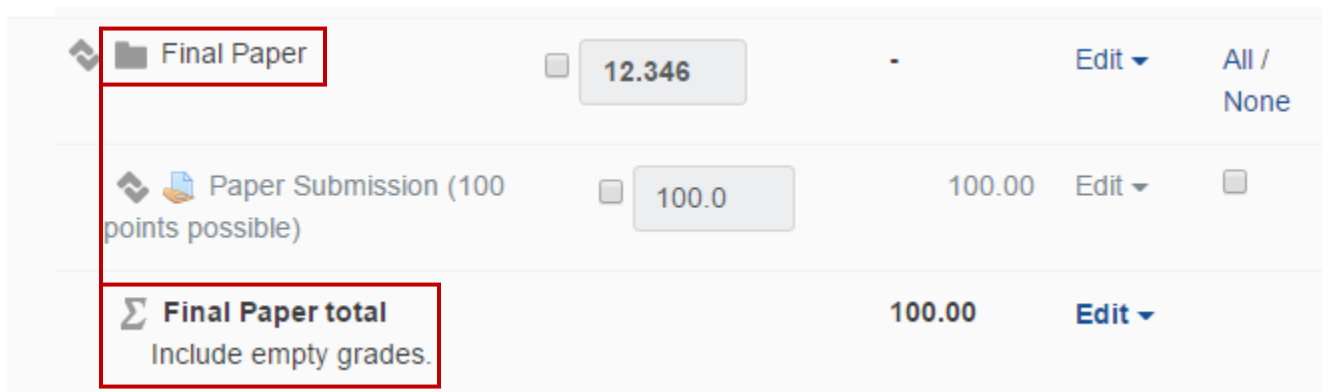 Final Paper 12.346 - Edit All /
None
Paper Submission (100 100.0 100.00 Edit
points possible)
Σ Final Paper total 100.00 Edit
Include empty grades.